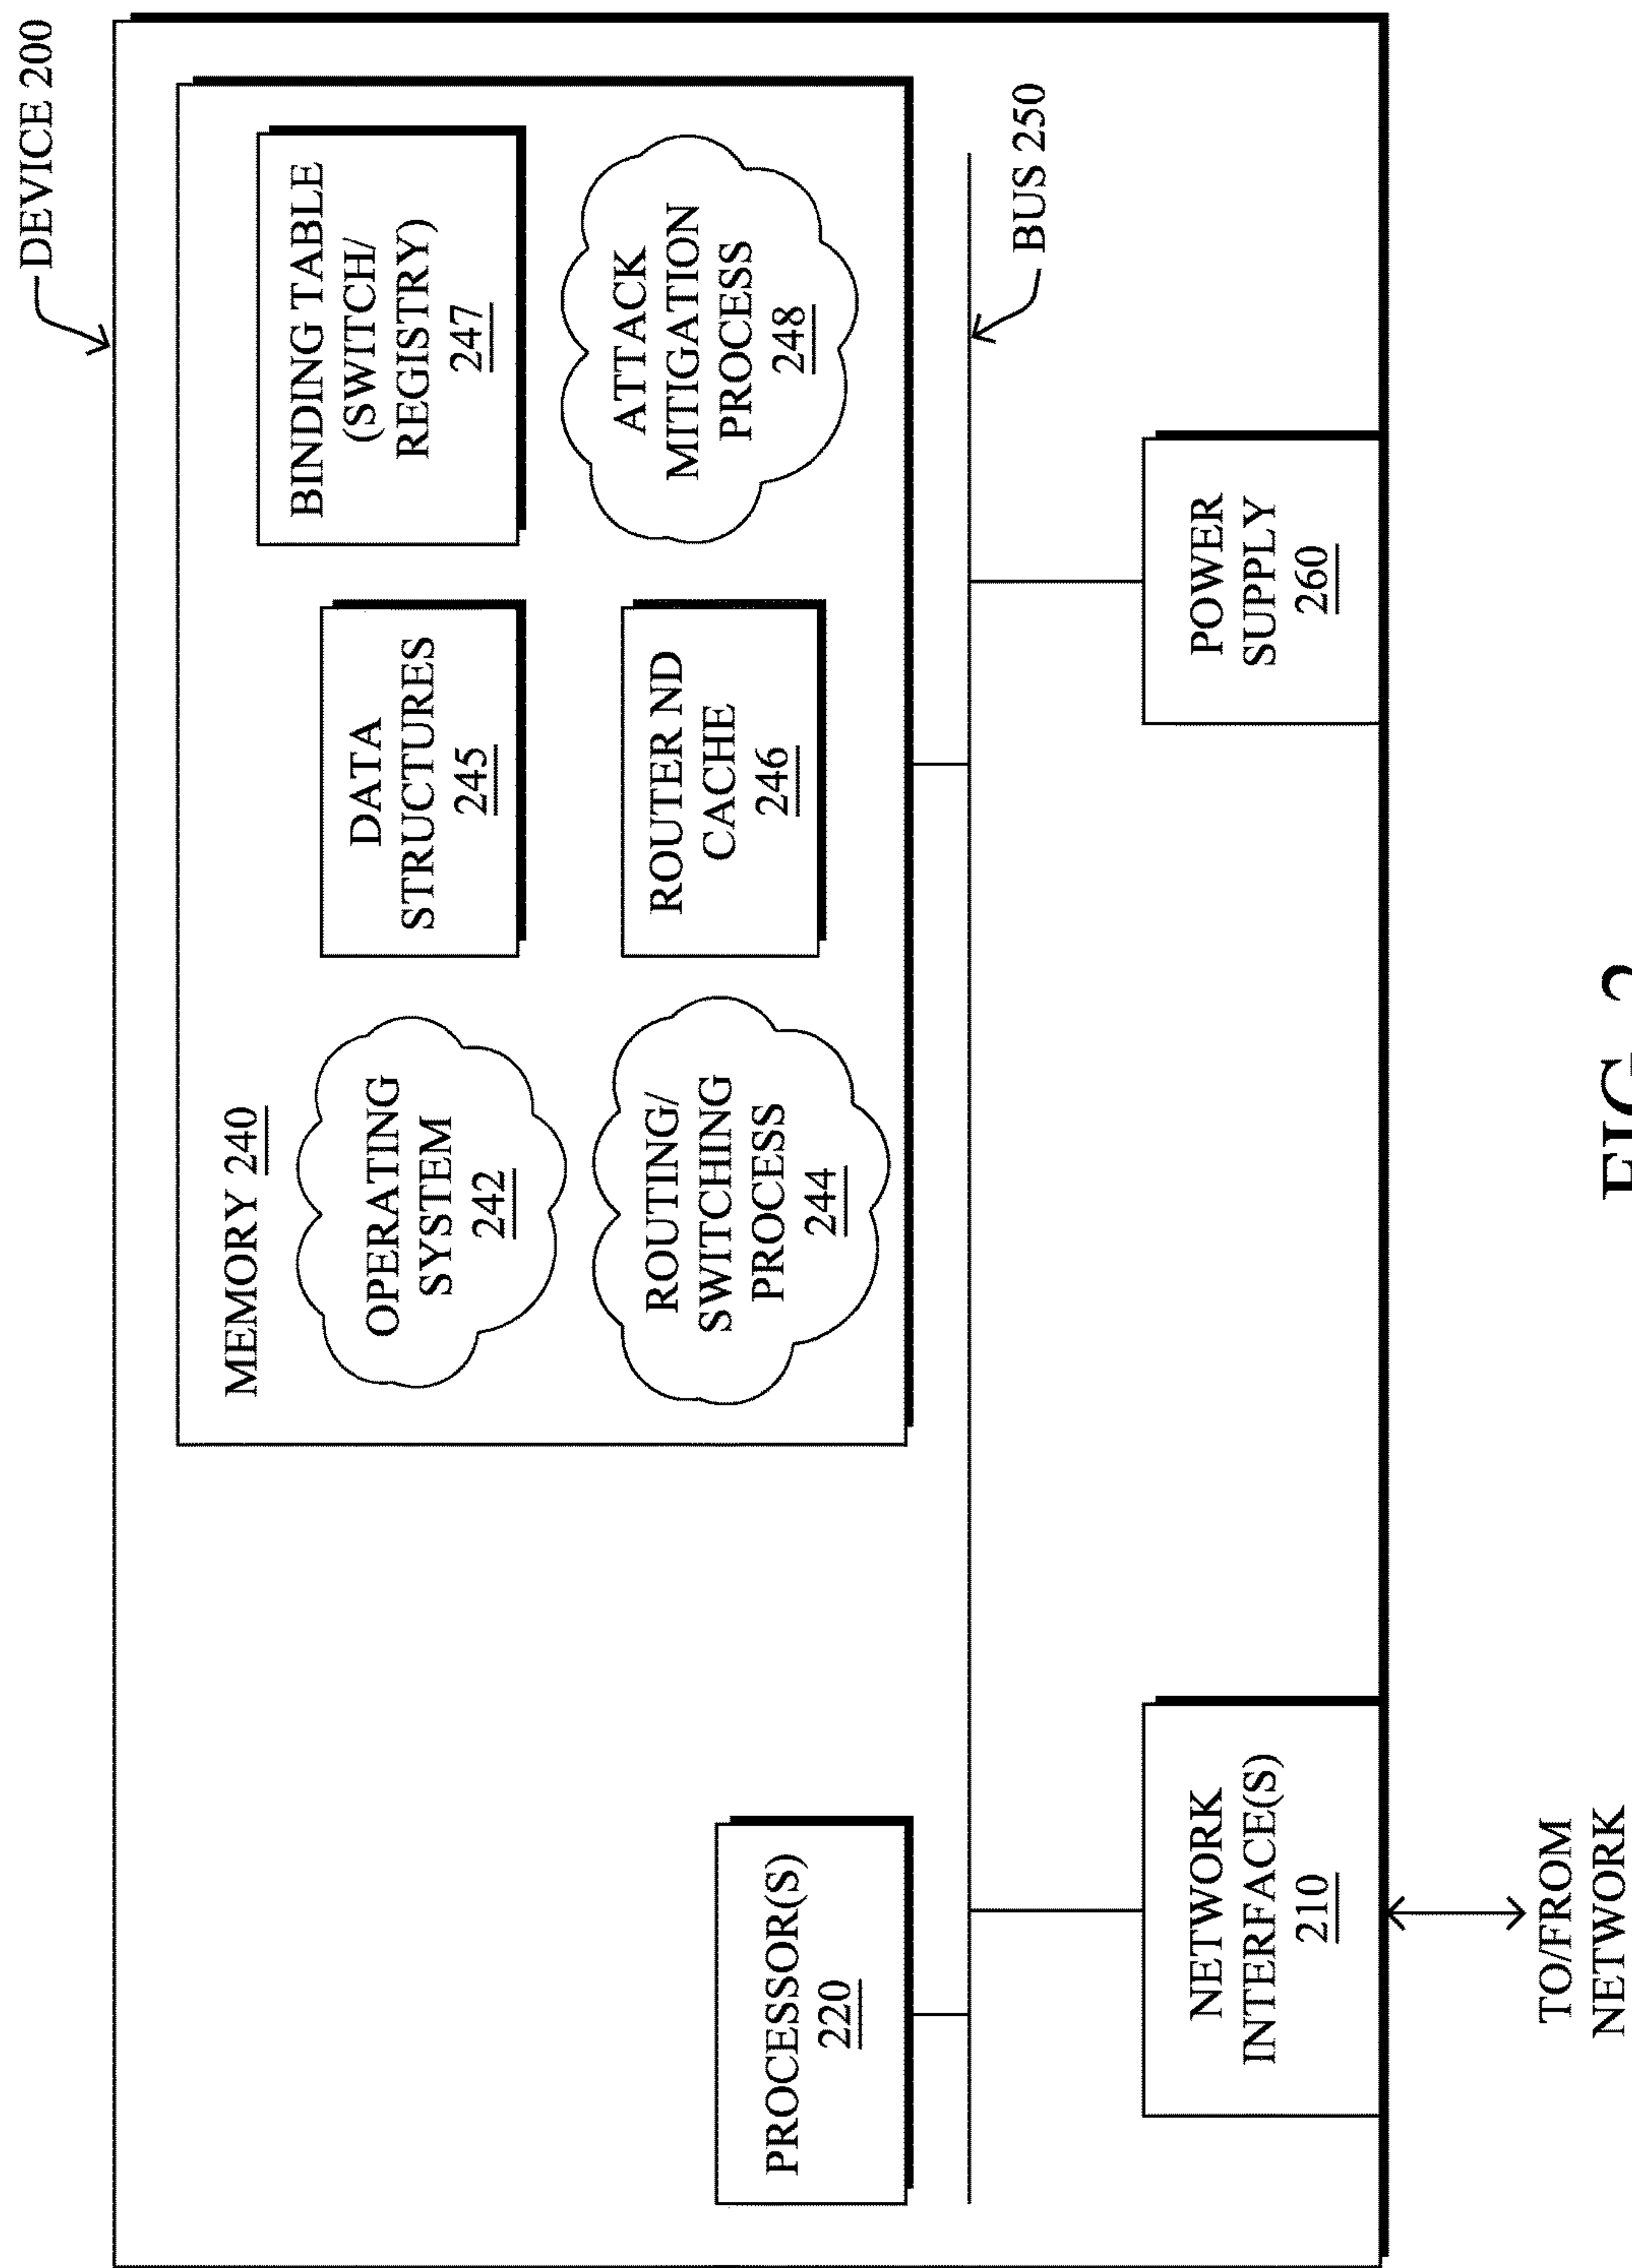 DEVICE 200
MEMORY 240
OPERATING
SYSTEM
242
DATA
STRUCTURES
245
BINDING TABLE
(SWITCH/
REGISTRY)
247
ROUTING/
SWITCHING
PROCESS
244
ROUTER ND
CACHE
246
ATTACK
MITIGATION
PROCESS
248
PROCESSOR(S)
220
BUS 250
NETWORK
INTERFACE(S)
210
POWER
SUPPLY
260
TO/FROM
NETWORK
FIG. 2